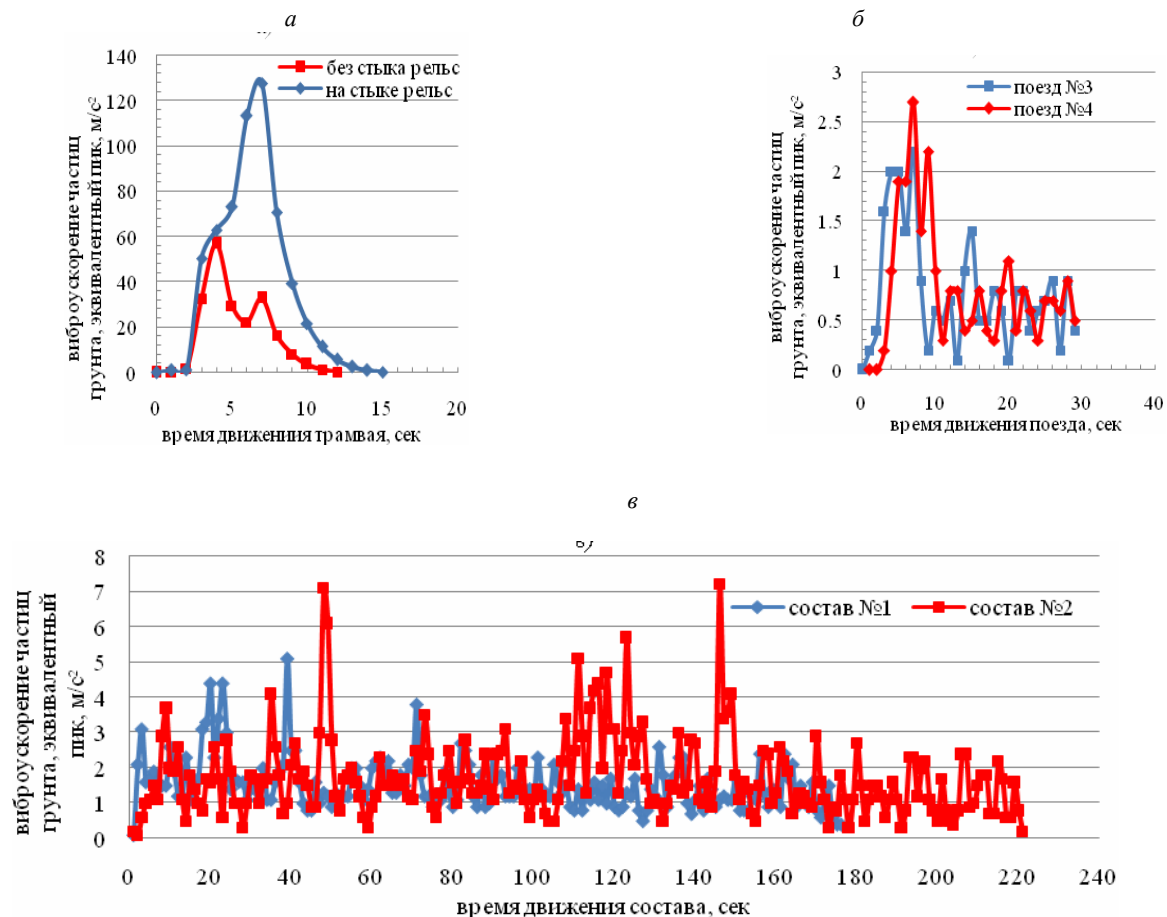 а
б
140
120
100
80
60
40
20
0
без стыка рельс
на стыке рельс
виброускорение частиц
грунта, эквивалентный пик, м/с²
0 5 10 15 20
время движениия трамвая, сек
3
2.5
2
1.5
1
0.5
0
поезд №3
поезд №4
виброускорение частиц
грунта, эквивалентный пик, м/с²
0 10 20 30 40
время движения поезда, сек
в
8
7
6
5
4
3
2
1
0
состав №1 состав №2
виброускорение частиц
грунта, эквивалентный
пик, м/с²
0 20 40 60 80 100 120 140 160 180 200 220 240
время движения состава, сек